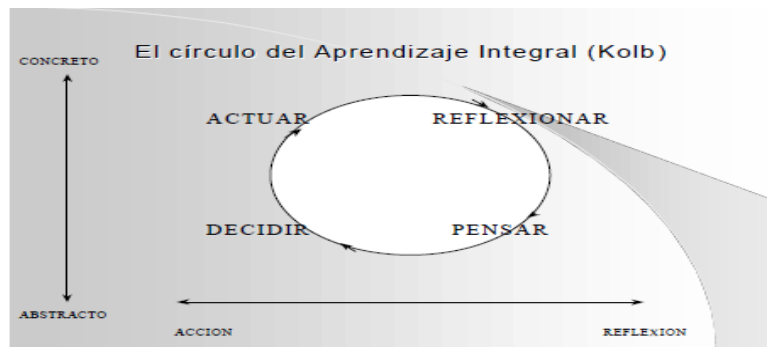 El círculo del Aprendizaje Integral (Kolb)
CONCRETO
ACTUAR
REFLEXIONAR
DECIDIR
PENSAR
ABSTRACTO
ACCION
REFLEXION